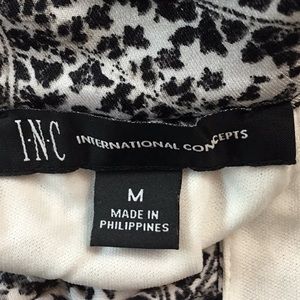 I.N.C INTERNATIONAL CONCEPTS
M
MADE IN
PHILIPPINES